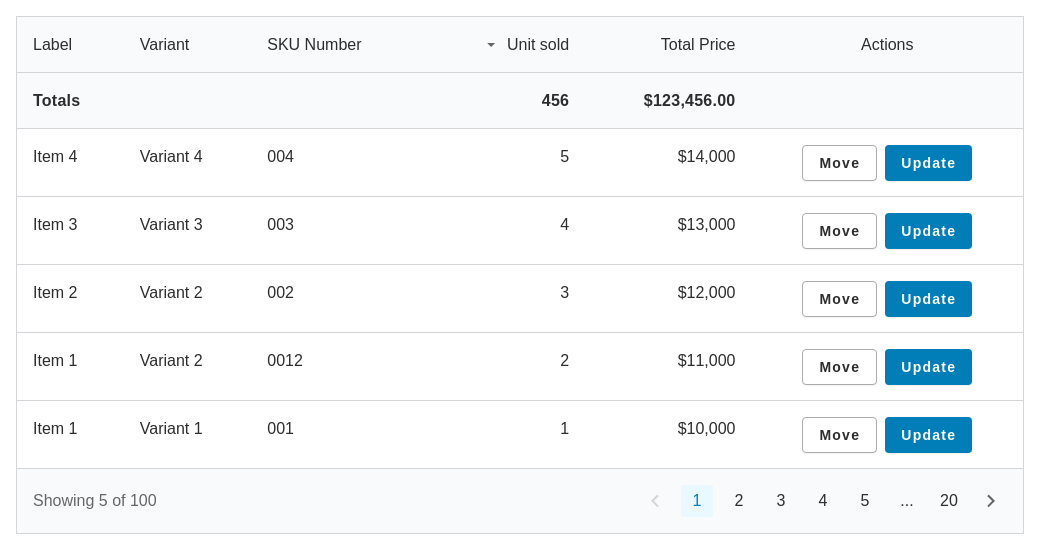 Label Variant SKU Number Unit sold Total Price Actions
Totals 456 $123,456.00
Item 4 Variant 4 004 5 $14,000 Move Update
Item 3 Variant 3 003 4 $13,000 Move Update
Item 2 Variant 2 002 3 $12,000 Move Update
Item 1 Variant 2 0012 2 $11,000 Move Update
Item 1 Variant 1 001 1 $10,000 Move Update
Showing 5 of 100 1 2 3 4 5 ... 20